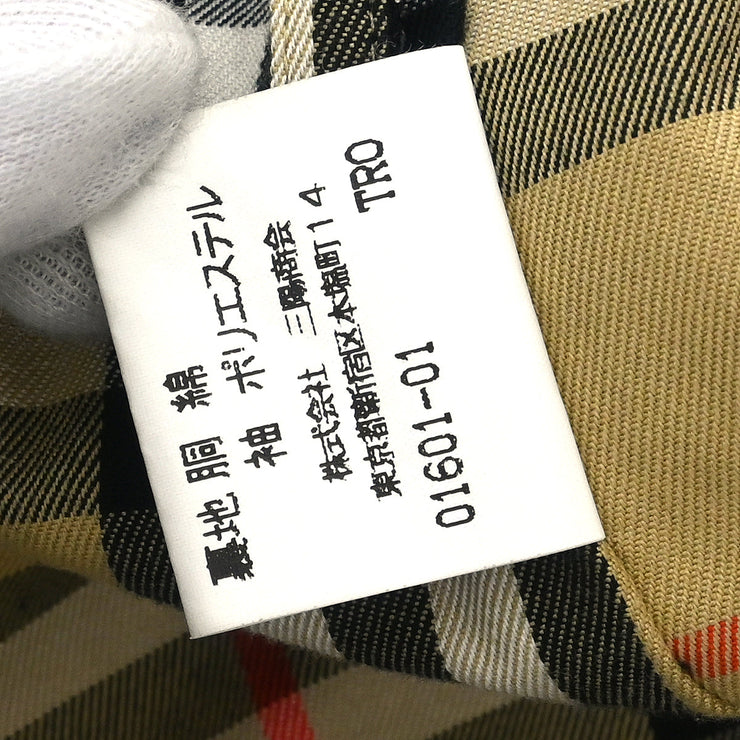 裏地 胴 綿
袖 ポリエステル
株式会社 三陽商会
東京都新宿区本塩町14
01601-01 TRO